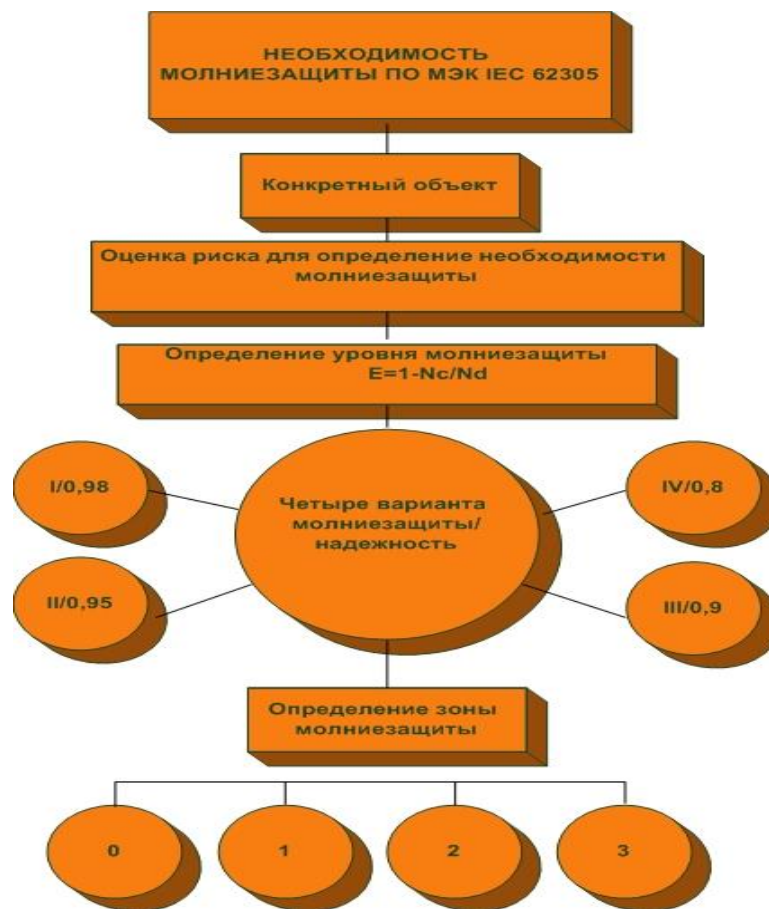 НЕОБХОДИМОСТЬ
МОЛНИЕЗАЩИТЫ ПО МЭК IEC 62305
Конкретный объект
Оценка риска для определение необходимости
молниезащиты
Определение уровня молниезащиты
E=1-Nc/Nd
I/0,98
IV/0,8
Четыре варианта
молниезащиты/
надежность
II/0,95
III/0,9
Определение зоны
молниезащиты
0
1
2
3